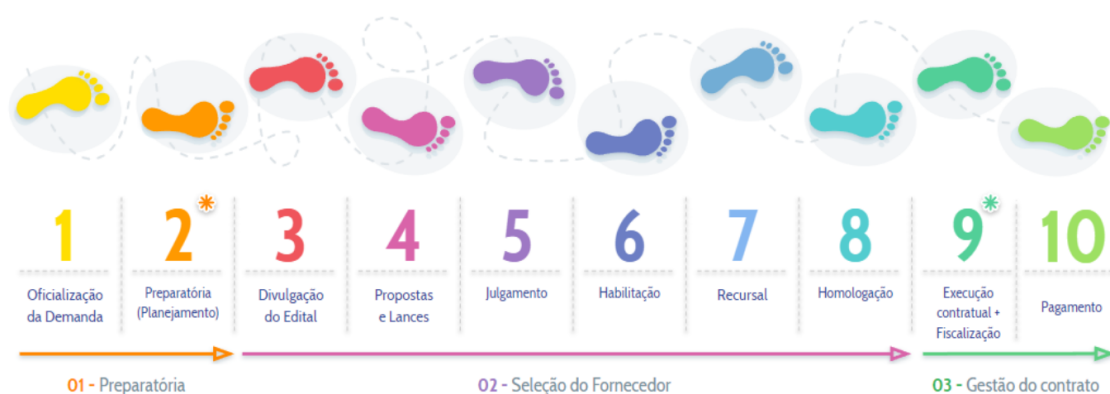 1
2
3
4
5
6
7
8
9
10
Oficialização
da Demanda
Preparatória
(Planejamento)
Divulgação
do Edital
Propostas
e Lances
Julgamento
Habilitação
Recursal
Homologação
Execução
contratual +
Fiscalização
Pagamento
01 - Preparatória
02 - Seleção do Fornecedor
03 - Gestão do contrato